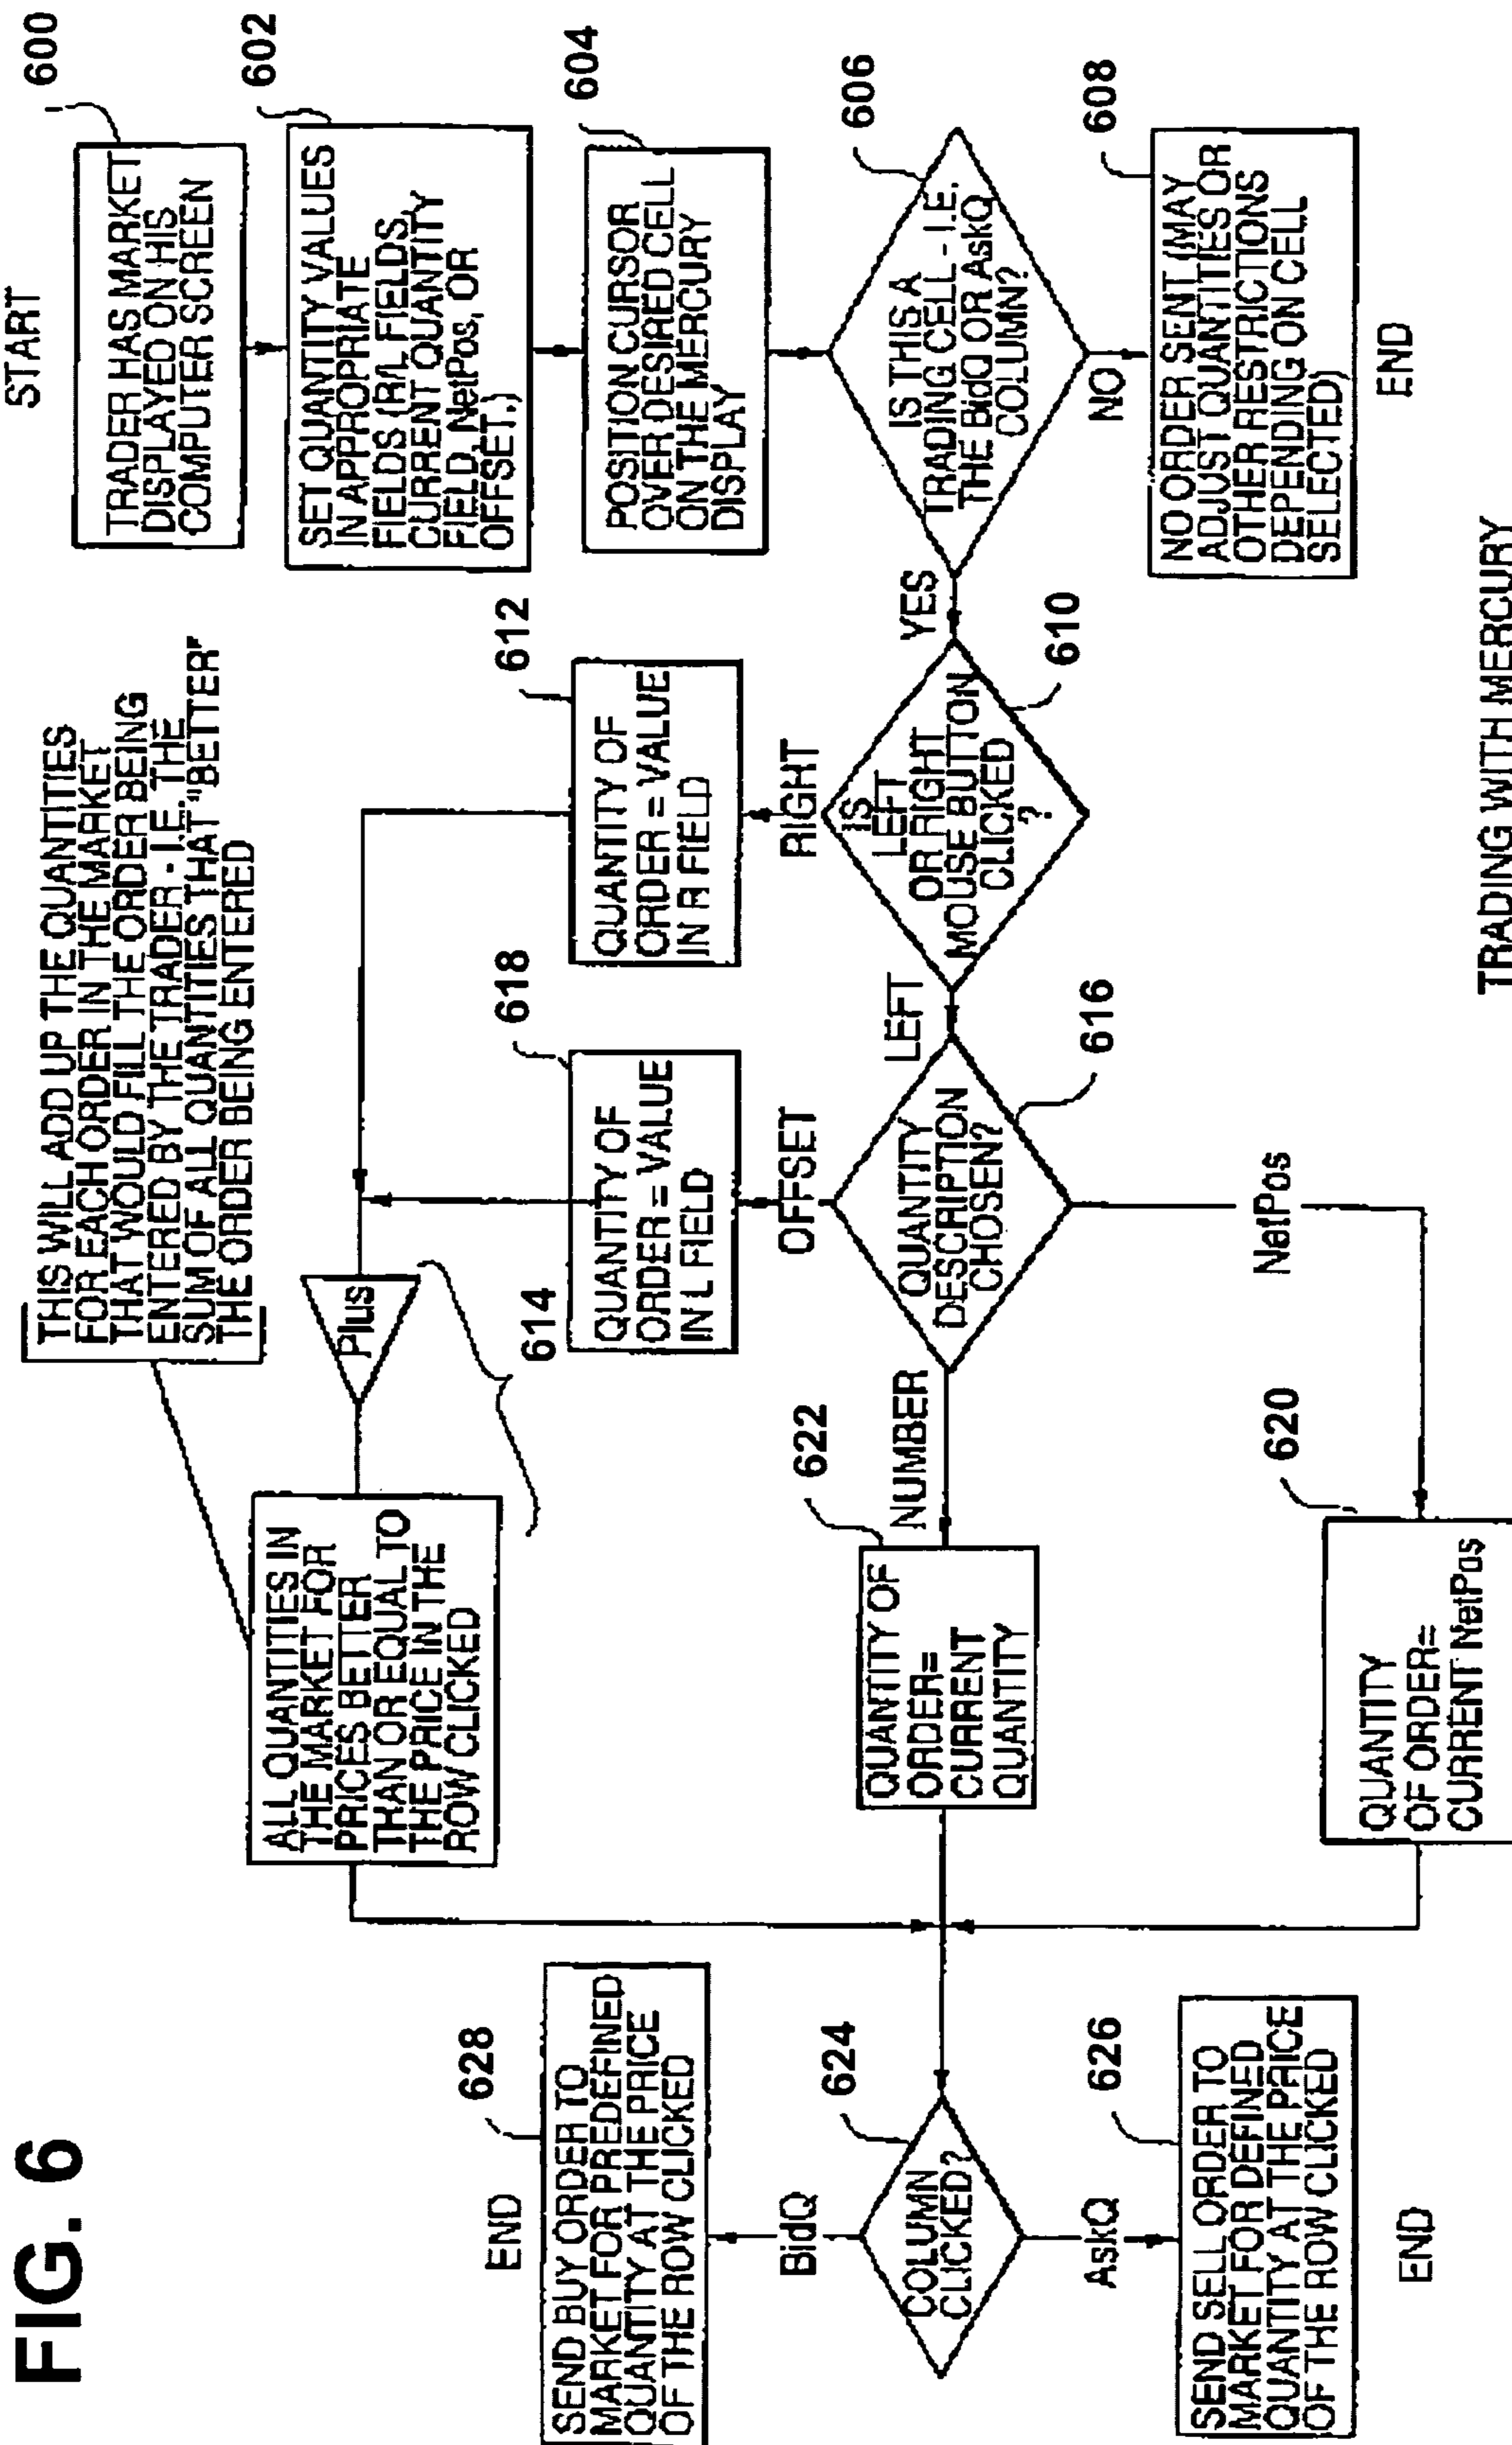 FIG. 6
START
600
TRADER HAS MARKET
DISPLAYED ON HIS
COMPUTER SCREEN
602
SET QUANTITY VALUES
IN APPROPRIATE
FIELDS (R/L FIELDS,
CURRENT QUANTITY
FIELD, NetPos, OR
OFFSET.)
604
POSITION CURSOR
OVER DESIRED CELL
ON THE MERCURY
DISPLAY
606
IS THIS A
TRADING CELL - I.E.
THE BidQ OR AskQ
COLUMN?
NO
608
NO ORDER SENT (MAY
ADJUST QUANTITIES OR
OTHER RESTRICTIONS
DEPENDING ON CELL
SELECTED)
END
YES
610
IS
LEFT
OR RIGHT
MOUSE BUTTON
CLICKED
?
RIGHT
612
QUANTITY OF
ORDER = VALUE
IN R FIELD
LEFT
616
QUANTITY
DESCRIPTION
CHOSEN?
OFFSET
618
QUANTITY OF
ORDER = VALUE
IN L FIELD
Plus
614
THIS WILL ADD UP THE QUANTITIES
FOR EACH ORDER IN THE MARKET
THAT WOULD FILL THE ORDER BEING
ENTERED BY THE TRADER - I.E. THE
SUM OF ALL QUANTITIES THAT "BETTER"
THE ORDER BEING ENTERED
ALL QUANTITIES IN
THE MARKET FOR
PRICES BETTER
THAN OR EQUAL TO
THE PRICE IN THE
ROW CLICKED
NUMBER
622
QUANTITY OF
ORDER=
CURRENT
QUANTITY
NetPos
620
QUANTITY
OF ORDER=
CURRENT NetPos
624
COLUMN
CLICKED?
BidQ
628
SEND BUY ORDER TO
MARKET FOR PREDEFINED
QUANTITY AT THE PRICE
OF THE ROW CLICKED
END
AskQ
626
SEND SELL ORDER TO
MARKET FOR DEFINED
QUANTITY AT THE PRICE
OF THE ROW CLICKED
END
TRADING WITH MERCURY